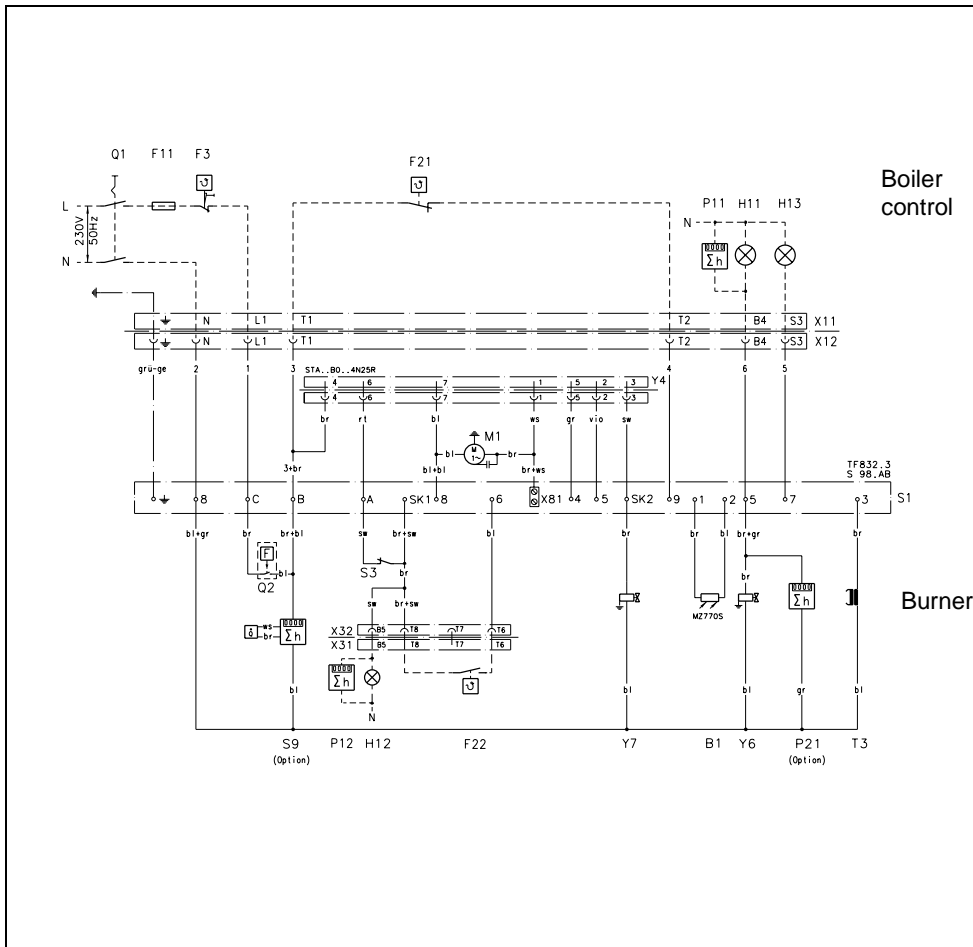 Q1 F11 F3 F21
Boiler
control
P11 H11 H13
L
230V
50Hz
N
N
Σh
N L1 T1 T2 B4 S3 X11
N L1 T1 T2 B4 S3 X12
grü-ge 2 1 3 4 6 5
STA..BO..4N25R
4 6 7 1 5 2 3 Y4
4 6 7 1 5 2 3
br rt bl ws gr vio sw
M1
bl M 1~ br
3+br bl+bl br+ws
TF832.3
S 98.AB
8 C B A SK1 8 6 X81 4 5 SK2 9 1 2 5 7 3 S1
bl+gr br br+bl sw br+sw bl br br bl br+gr br
F bl
Q2
S3 br
br
sw br+sw
MZ770S
Σh
Burner
ws
br
Σh
X32 B5 T8 T7 T6
X31 B5 T8 T7 T6
Σh
bl bl bl gr bl
N
S9 P12 H12 F22 Y7 B1 Y6 P21 T3
(Option) (Option)